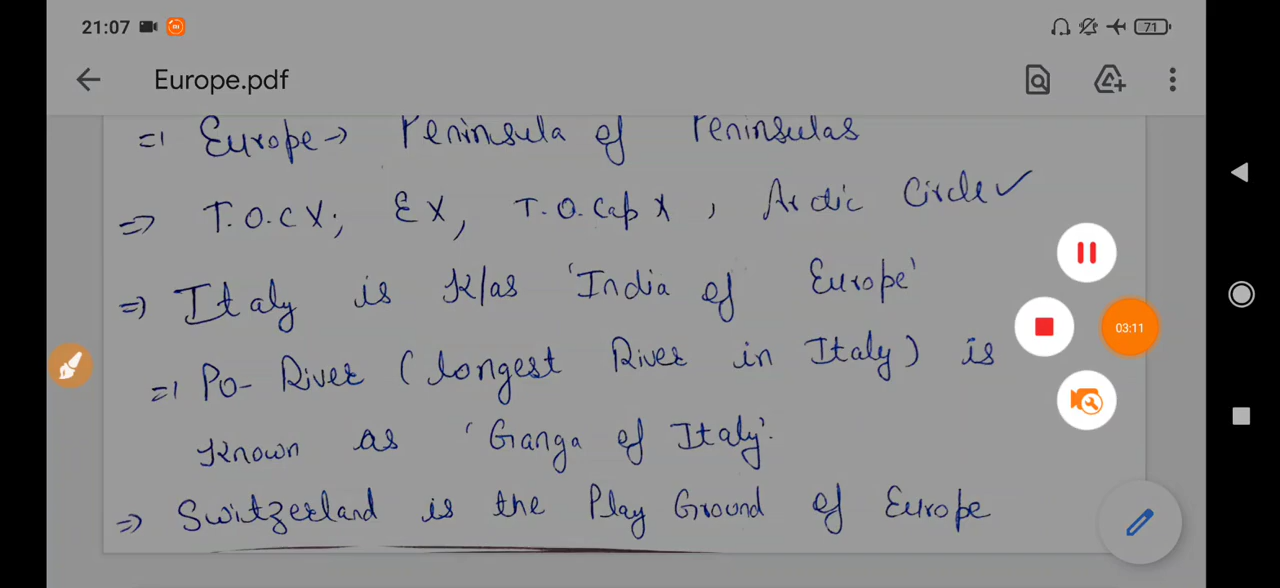 21:07
71
Europe.pdf
=> Europe → Peninsula of Peninsulas
=> T.O.C X; E X, T.O.Cap X, Arctic Circle ✓
=> Italy is K/as 'India of Europe'
03:11
=> Po-River (longest River in Italy) is
Known as 'Ganga of Italy'.
=> Switzerland is the Play Ground of Europe